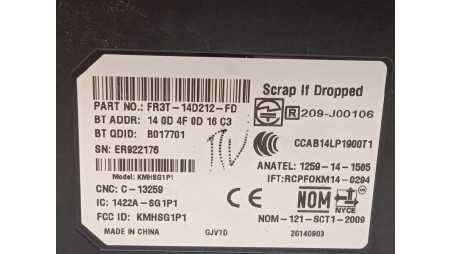 Scrap If Dropped
PART NO.: FR3T-14D212-FD
R 209-J00106
BT ADDR: 14 0D 4F 0D 16 C3
BT QDID: B017701
CCAB14LP1900T1
SN: ER922176
ANATEL: 1259-14-1505
Model: KMHSG1P1
IFT:RCPFOKM14-0294
CNC: C-13259
CE
NOM
NYCE
IC: 1422A-SG1P1
FCC ID: KMHSG1P1
NOM-121-SCT1-2009
MADE IN CHINA
GJV1D
20140903